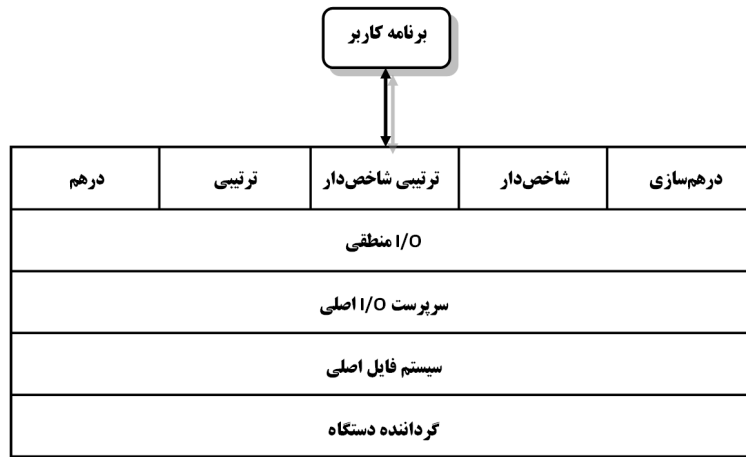 برنامه کاربر
درهم‌سازی
شاخص‌دار
ترتیبی شاخص‌دار
ترتیبی
درهم
I/O منطقی
سرپرست I/O اصلی
سیستم فایل اصلی
گرداننده دستگاه